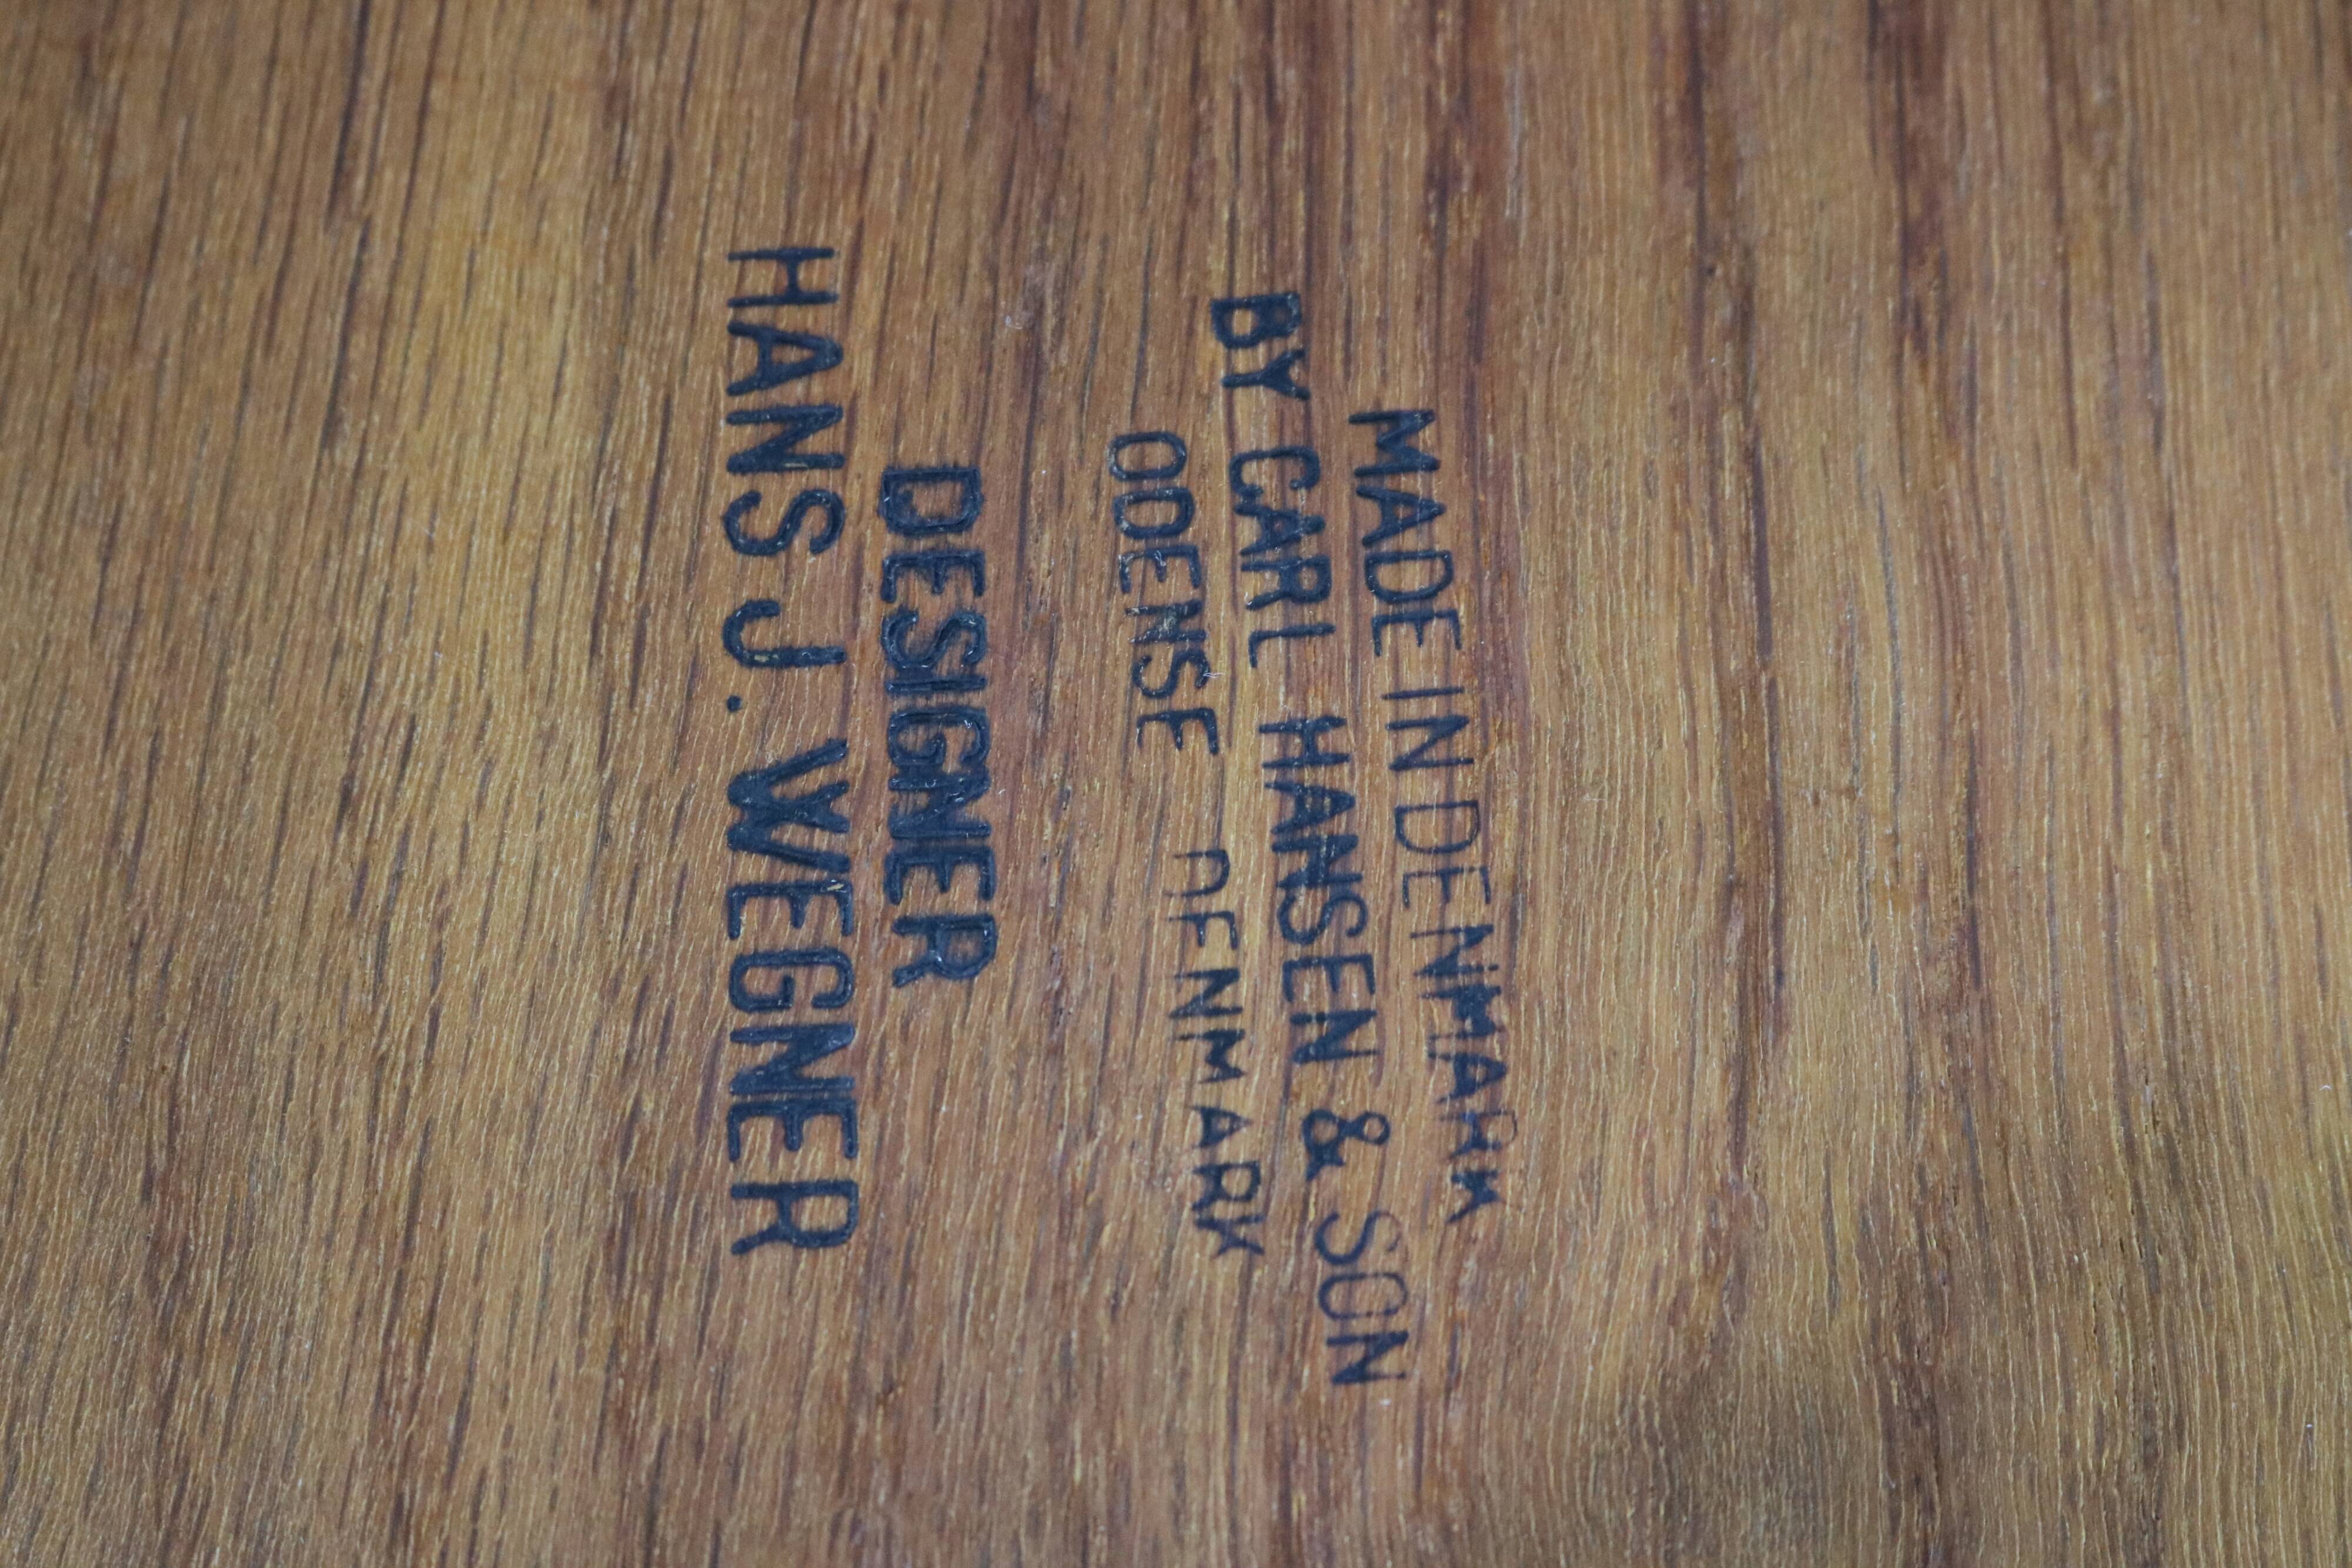 MADE IN DENMARK
BY CARL HANSEN & SON
ODENSE DENMARK
DESIGNER
HANS J. WEGNER